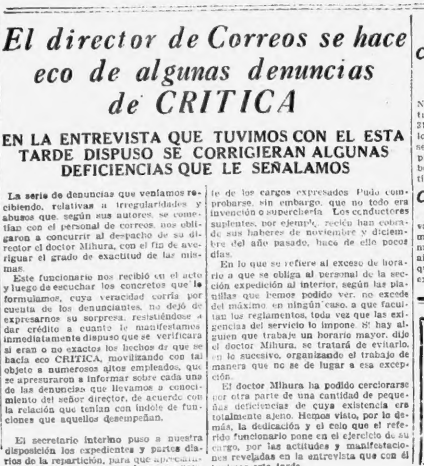 El director de Correos se hace
eco de algunas denuncias
de CRITICA
EN LA ENTREVISTA QUE TUVIMOS CON EL ESTA
TARDE DISPUSO SE CORRIGIERAN ALGUNAS
DEFICIENCIAS QUE LE SEÑALAMOS
La serie de denuncias que veníamos re-
cibiendo, relativas a irregularidades y
abusos que, según sus autores, se come-
tían con el personal de correos, nos obli-
garon a concurrir al despacho de su di-
rector el doctor Mihura, con el fin de ave-
riguar el grado de exactitud de las mis-
mas.
Este funcionario nos recibió en el acto
y luego de escuchar los concretos que le
formulamos, cuya veracidad corría por
cuenta de los denunciantes, no dejó de
expresarnos su sorpresa, resistiéndose a
dar crédito a cuanto le manifestamos
inmediatamente dispuso que se verificara
si eran o no exactos los hechos de que se
hacía eco CRITICA, movilizando con tal
objeto a numerosos altos empleados, que
se apresuraron a informar sobre cada una
de las denuncias que llevamos a conoci-
miento del señor director, de acuerdo con
la relación que tenían con índole de fun-
ciones que aquellos desempeñan.
El secretario interino puso a nuestra
disposición los expedientes y partes dia-
rios de la repartición, para que
te de los cargos expresados Pudo com-
probarse, sin embargo, que no todo era
invención o superchería. Los conductores
suplentes, por ejemplo, recién han cobra-
do sus haberes de noviembre y diciem-
bre del año pasado, hace de ello pocos
días.
En lo que se refiere al exceso de hora-
rio a que se obliga al personal de la sec-
ción expedición al interior, según las pla-
nillas que hemos podido ver, no excede
del máximo en ningún caso, a que facul-
tan los reglamentos, toda vez que las exi-
gencias del servicio lo impone. Si hay al-
guien que trabaje un horario mayor, dijo
el doctor Mihura, se tratará de evitarlo,
en lo sucesivo, organizando el trabajo de
manera que no se de lugar a esa excep-
ción.
El doctor Mihura ha podido cerciorarse
por otra parte de una cantidad de peque-
ñas deficiencias de cuya existencia era
totalmente ajeno. Hemos visto, por lo de-
más, la dedicación y el celo que el refe-
rido funcionario pone en el ejercicio de su
cargo, por las actitudes y manifestacio-
nes reveladas en la entrevista que con él